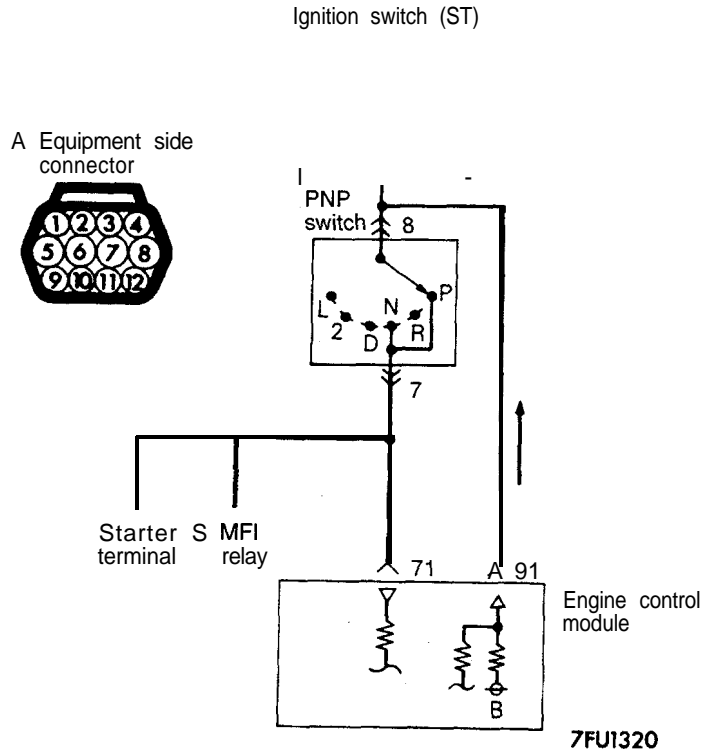 Ignition switch (ST)
A Equipment side
connector
1 2 3 4
5 6 7 8
9 10 11 12
PNP
switch
8
P
L
N
2
D
R
7
Starter S
terminal
MFI
relay
71
A 91
Engine control
module
B
7FU1320